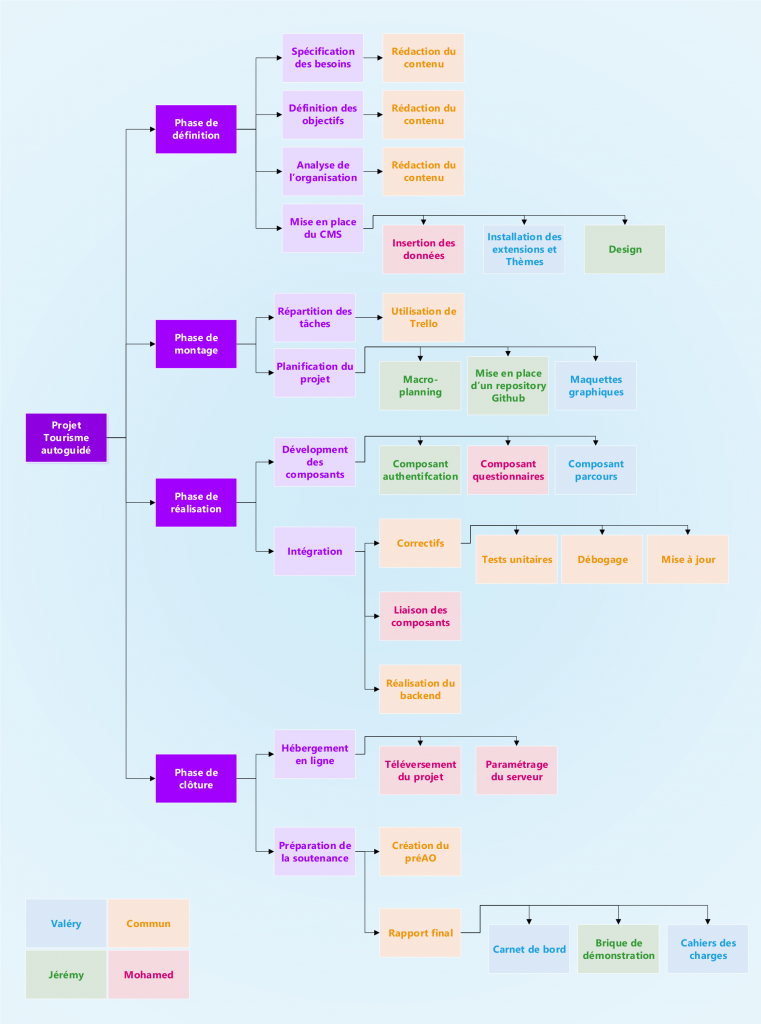 Spécification
des besoins
Rédaction du
contenu
Phase de
définition
Définition des
objectifs
Rédaction du
contenu
Analyse de
l'organisation
Rédaction du
contenu
Mise en place
du CMS
Insertion des
données
Installation des
extensions et
Thèmes
Design
Phase de
montage
Répartition des
tâches
Utilisation de
Trello
Planification du
projet
Macro-
planning
Mise en place
d'un repository
Github
Maquettes
graphiques
Projet
Tourisme
autoguidé
Phase de
réalisation
Dévelopment
des
composants
Composant
authentifcation
Composant
questionnaires
Composant
parcours
Intégration
Correctifs
Tests unitaires
Débogage
Mise à jour
Liaison des
composants
Réalisation du
backend
Phase de
clôture
Hébergement
en ligne
Téléversement
du projet
Paramétrage
du serveur
Préparation de
la soutenance
Création du
préAO
Rapport final
Carnet de bord
Brique de
démonstration
Cahiers des
charges
Valéry
Commun
Jérémy
Mohamed